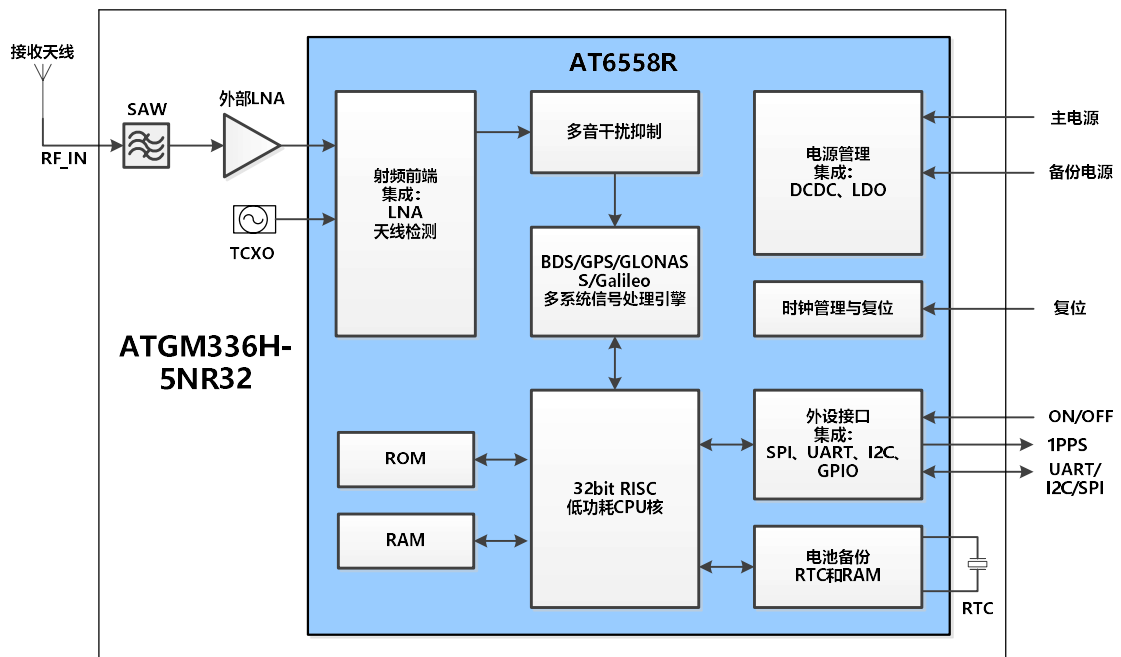 AT6558R
接收天线
外部LNA
SAW
RF_IN
TCXO
ATGM336H-
5NR32
射频前端
集成：
LNA
天线检测
多音干扰抑制
BDS/GPS/GLONAS
S/Galileo
多系统信号处理引擎
电源管理
集成：
DCDC、LDO
主电源
备份电源
时钟管理与复位
复位
ROM
RAM
32bit RISC
低功耗CPU核
外设接口
集成：
SPI、UART、I2C、
GPIO
ON/OFF
1PPS
UART/
I2C/SPI
电池备份
RTC和RAM
RTC